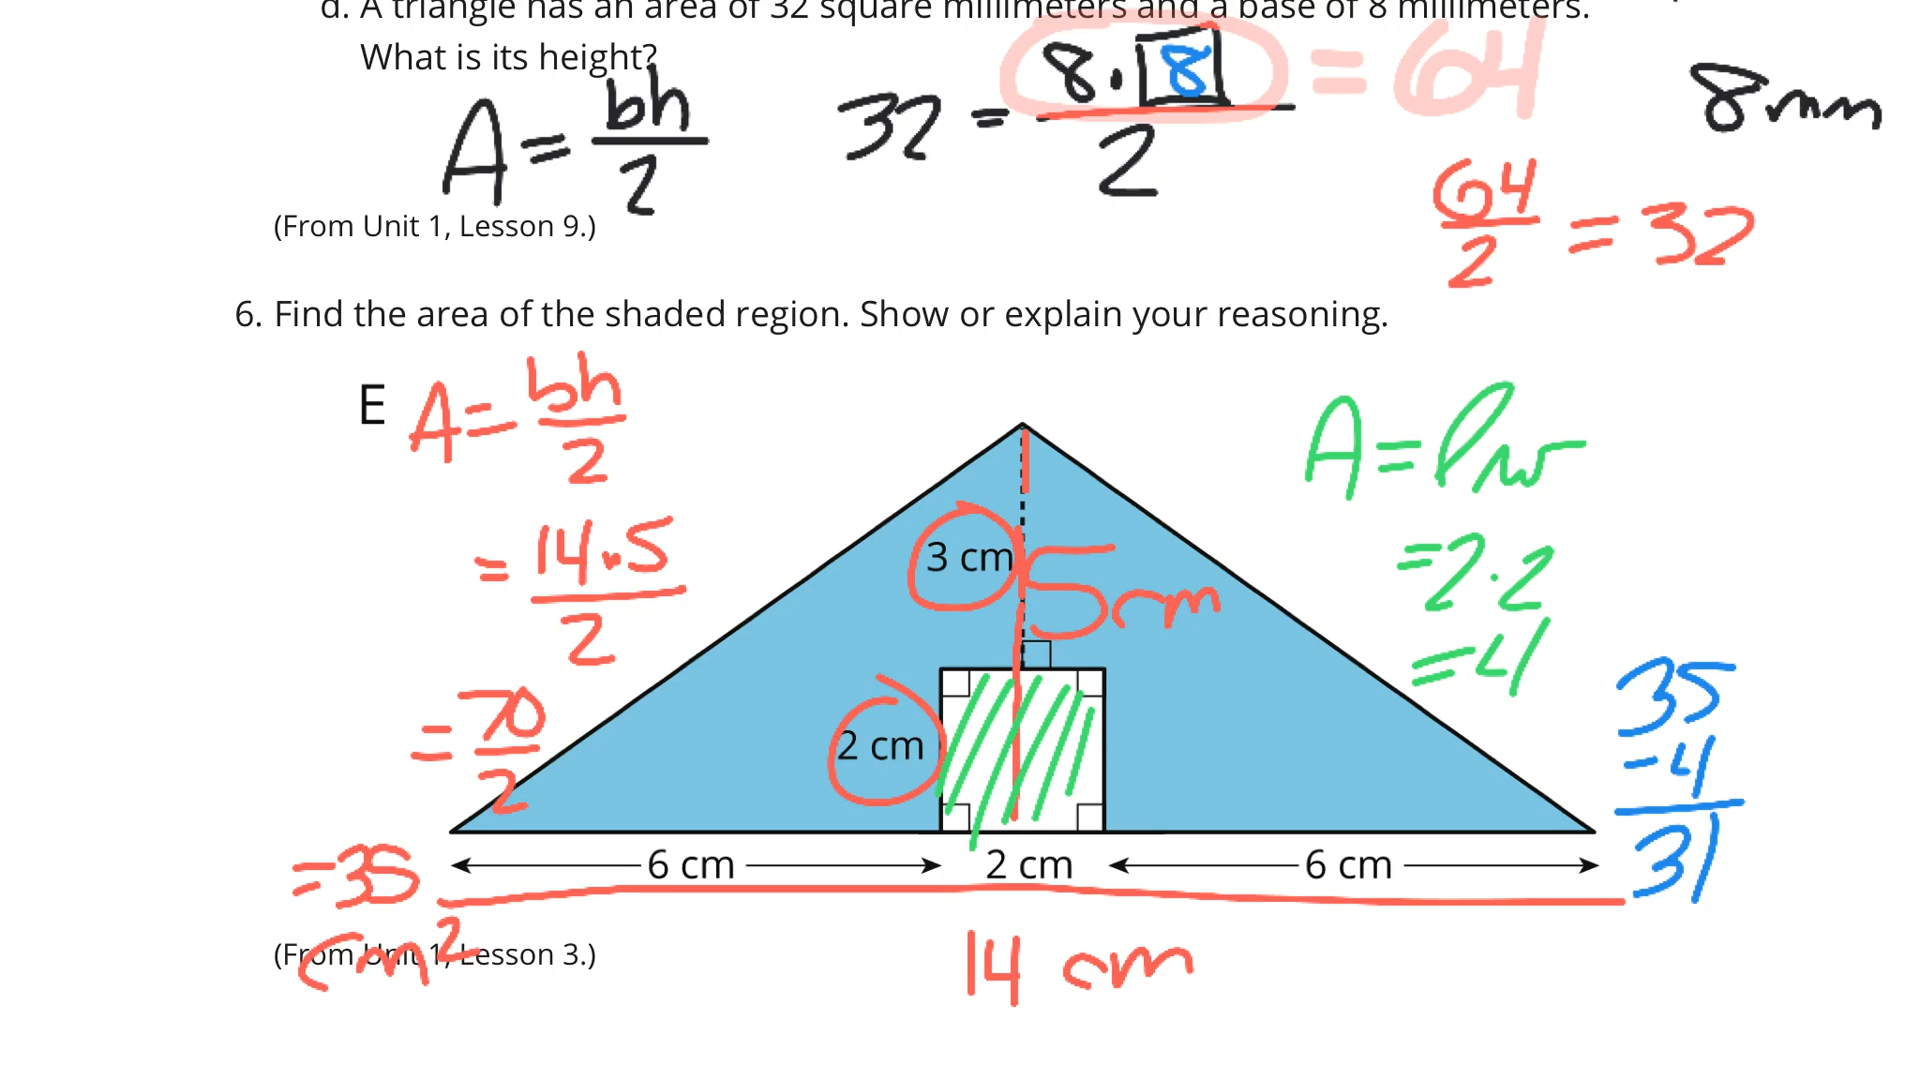 d. A triangle has an area of 32 square millimeters and a base of 8 millimeters.
What is its height?
A = bh/2
32 = 8·8/2 = 64
8mm
64/2 = 32
(From Unit 1, Lesson 9.)
6. Find the area of the shaded region. Show or explain your reasoning.
E
A = bh/2
= 14·5/2
= 70/2
= 35
cm²
3 cm
5cm
2 cm
A = lw
= 2·2
= 4
35
-4
31
6 cm
2 cm
6 cm
14 cm
(From Unit 1, Lesson 3.)